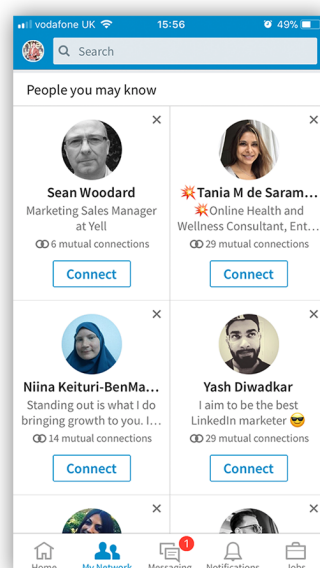 vodafone UK 15:56 49%
Search
People you may know
Sean Woodard
Marketing Sales Manager
at Yell
6 mutual connections
Connect
💥Tania M de Saram…
💥Online Health and
Wellness Consultant, Ent…
29 mutual connections
Connect
Niina Keituri-BenMa…
Standing out is what I do
bringing growth to you. I…
14 mutual connections
Connect
Yash Diwadkar
I aim to be the best
LinkedIn marketer 😎
29 mutual connections
Connect
1
Home My Network Messaging Notifications Jobs